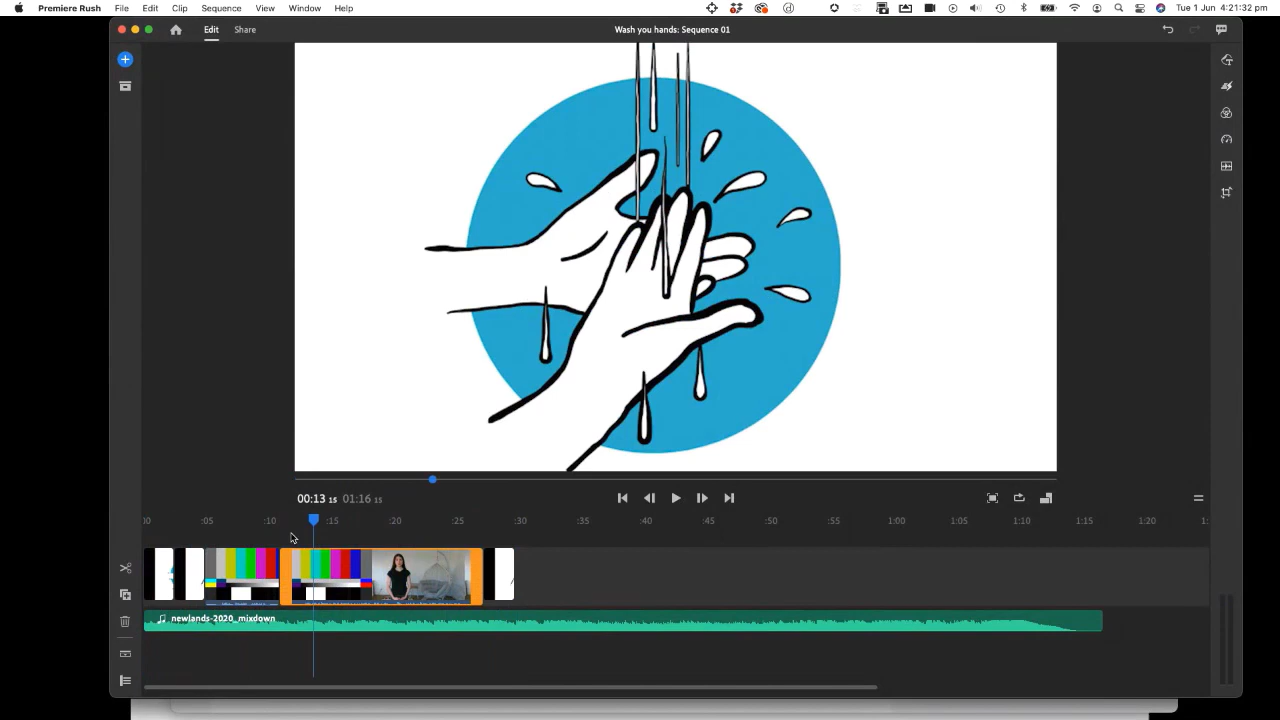 Premiere Rush File Edit Clip Sequence View Window Help Tue 1 Jun 4:21:32 pm
Edit Share Wash you hands: Sequence 01
00:13 15 01:16 15
:00 :05 :10 :15 :20 :25 :30 :35 :40 :45 :50 :55 1:00 1:05 1:10 1:15 1:
newlands-2020_mixdown